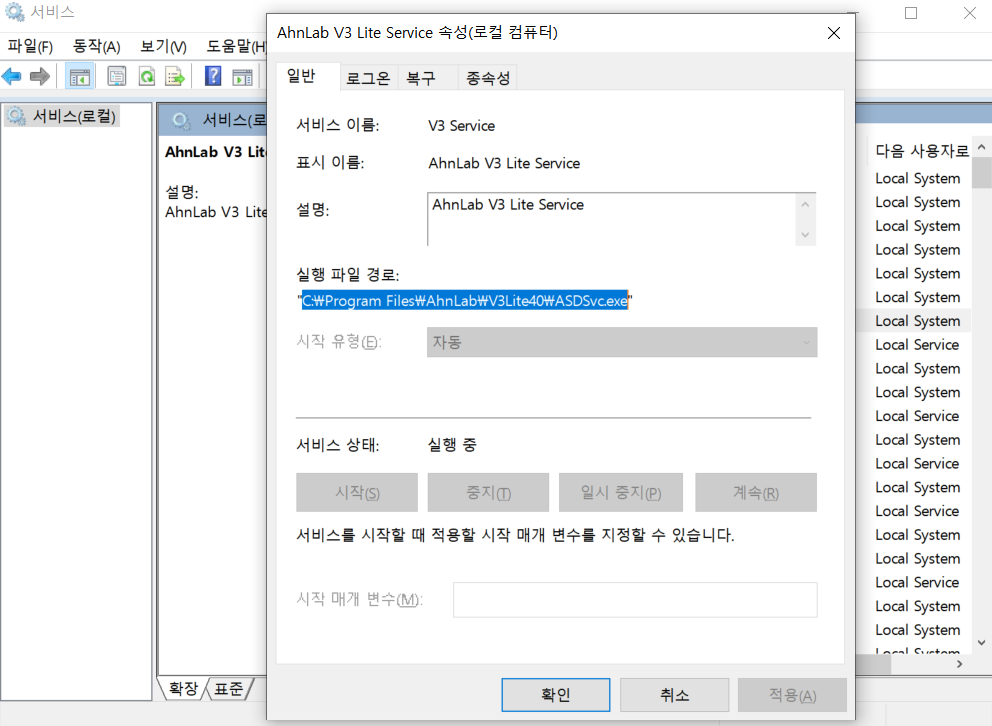 서비스
파일(F) 동작(A) 보기(V) 도움말(H
서비스(로컬)
서비스(로
AhnLab V3 Lit
설명:
AhnLab V3 Lite
확장 표준
AhnLab V3 Lite Service 속성(로컬 컴퓨터)
일반 로그온 복구 종속성
서비스 이름: V3 Service
표시 이름: AhnLab V3 Lite Service
설명: AhnLab V3 Lite Service
실행 파일 경로:
"C:₩Program Files₩AhnLab₩V3Lite40₩ASDSvc.exe"
시작 유형(E): 자동
서비스 상태: 실행 중
시작(S) 중지(T) 일시 중지(P) 계속(R)
서비스를 시작할 때 적용할 시작 매개 변수를 지정할 수 있습니다.
시작 매개 변수(M):
확인 취소 적용(A)
다음 사용자로
Local System
Local System
Local System
Local System
Local System
Local System
Local System
Local Service
Local System
Local System
Local Service
Local System
Local Service
Local System
Local Service
Local System
Local System
Local Service
Local System
Local System
Local System